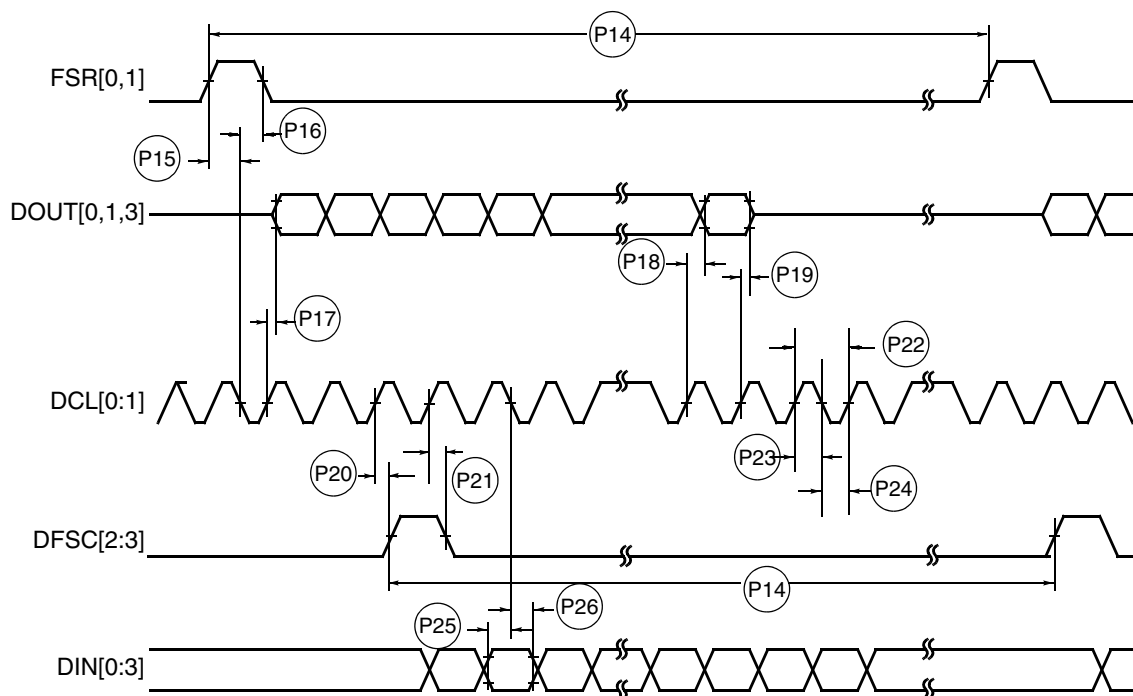 P14
FSR[0,1]
P16
P15
DOUT[0,1,3]
P18
P19
P17
P22
DCL[0:1]
P23
P20
P21
P24
DFSC[2:3]
P14
P26
P25
DIN[0:3]